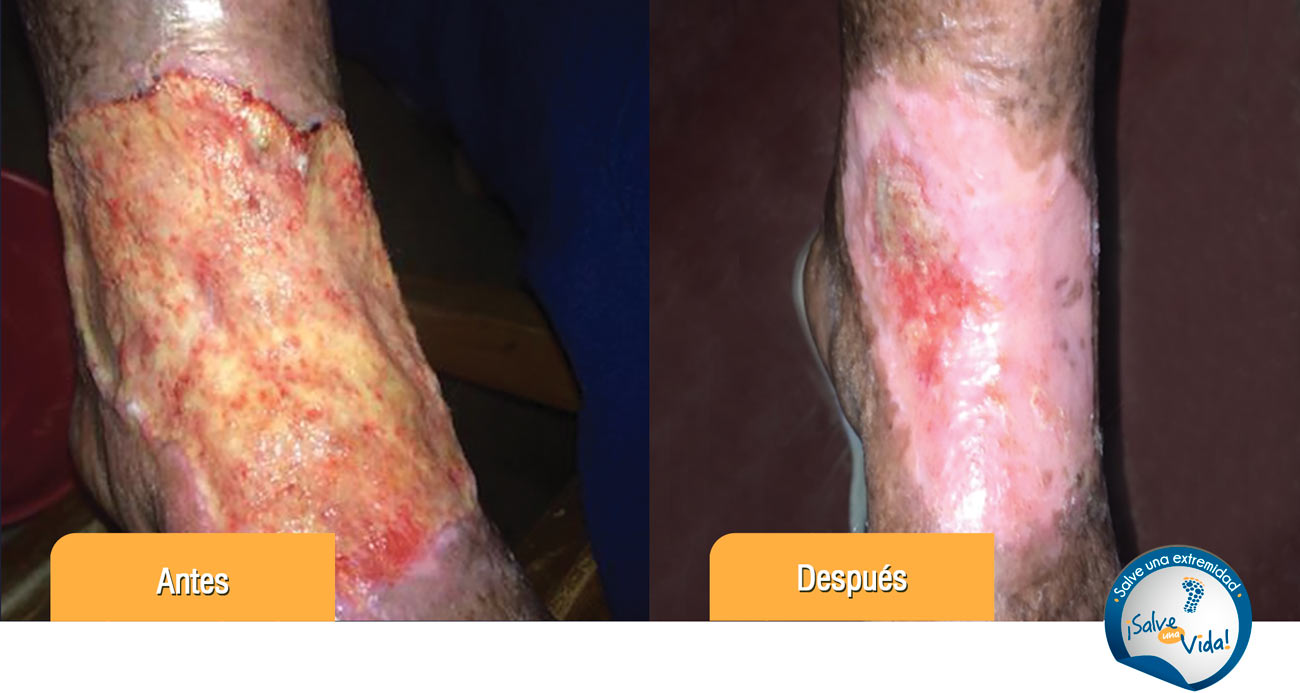 Antes
Después
Salve una extremidad
¡Salve
una
Vida!